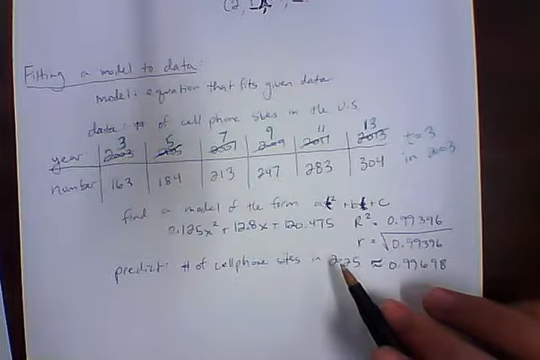 Fitting a model to data:
model: equation that fits given data
data: # of cell phone sites in the U.S.
3 5 7 9 11 13
year 2003 2005 2007 2009 2011 2013 t=3
number 163 184 213 247 283 304 in 2003
find a model of the form at² + bt + c
0.125x² + 12.8x + 120.475 R² = 0.99396
r = √0.99396
predict: # of cellphone sites in 2025 ≈ 0.99698